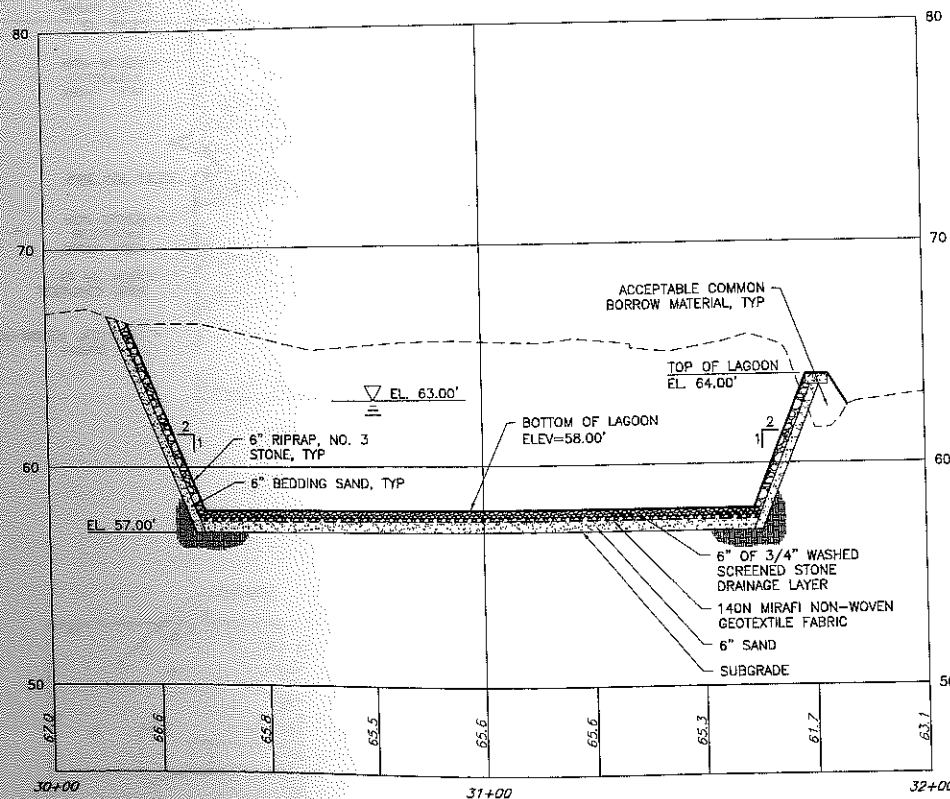 80
80
70
70
ACCEPTABLE COMMON
BORROW MATERIAL, TYP
TOP OF LAGOON
EL. 64.00'
EL. 63.00'
2
1
6" RIPRAP, NO. 3
STONE, TYP
BOTTOM OF LAGOON
ELEV=58.00'
2
1
60
60
6" BEDDING SAND, TYP
EL. 57.00'
6" OF 3/4" WASHED
SCREENED STONE
DRAINAGE LAYER
140N MIRAFI NON-WOVEN
GEOTEXTILE FABRIC
6" SAND
SUBGRADE
50
50
67.0
66.6
65.8
65.5
65.6
65.6
65.3
61.7
63.1
30+00
31+00
32+00